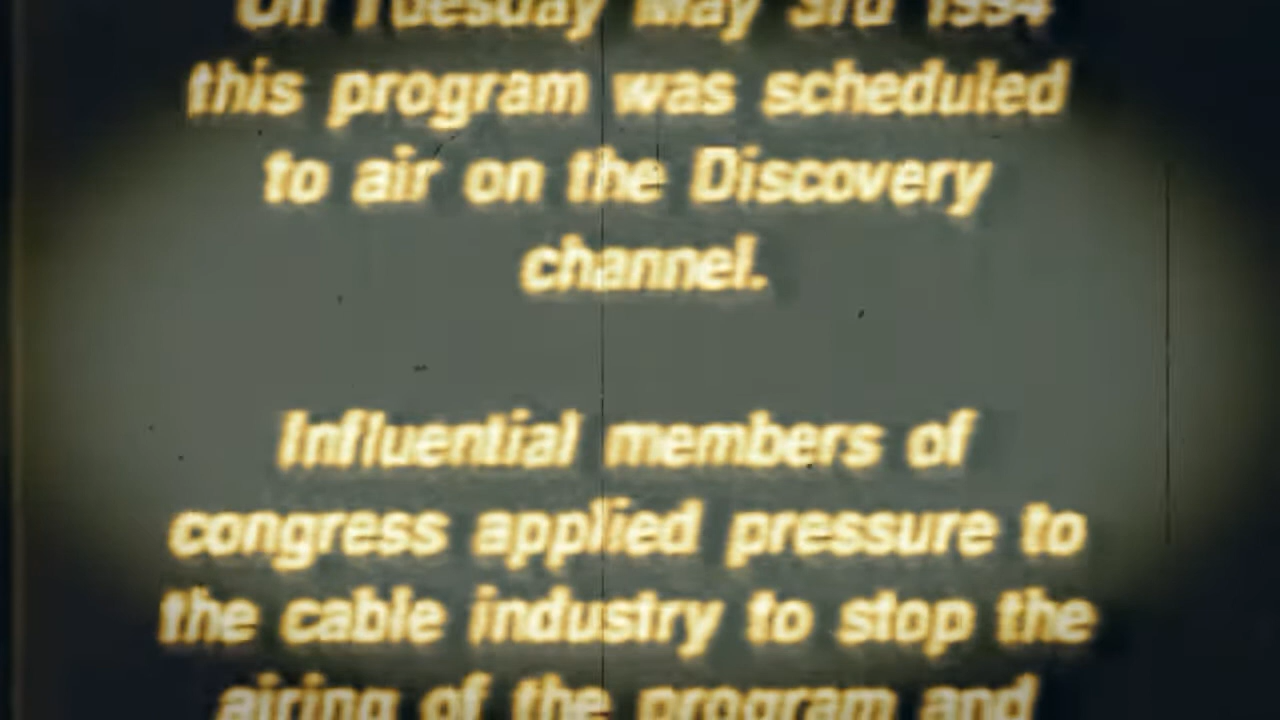 On Tuesday May 3rd 1994
this program was scheduled
to air on the Discovery
channel.
Influential members of
congress applied pressure to
the cable industry to stop the
airing of the program and